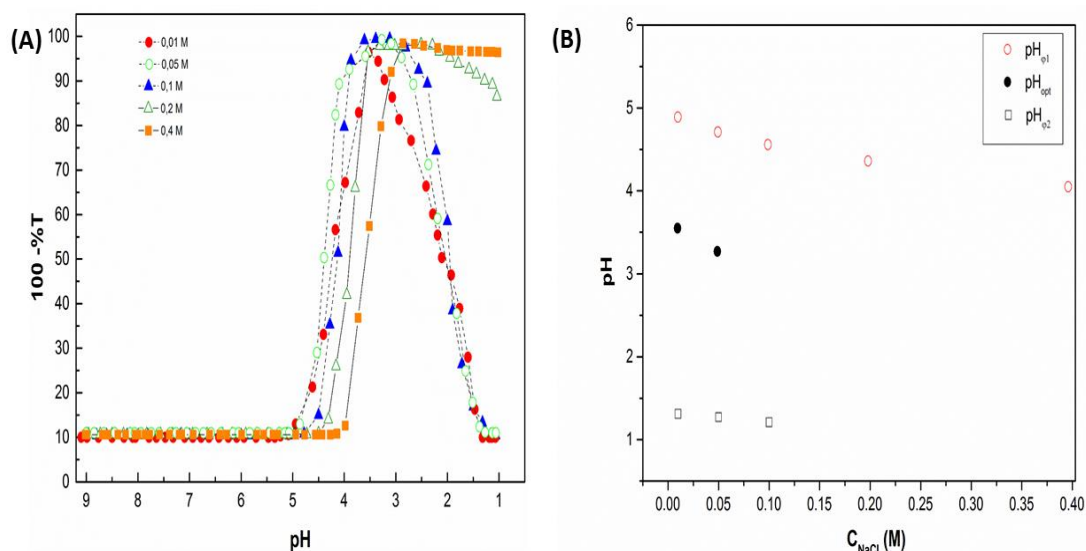 (A)
100 -%T
100
90
80
70
60
50
40
30
20
10
0
0,01 M
0,05 M
0,1 M
0,2 M
0,4 M
9 8 7 6 5 4 3 2 1
pH
(B)
pH
6
5
4
3
2
1
pHφ1
pHopt
pHφ2
0.00 0.05 0.10 0.15 0.20 0.25 0.30 0.35 0.40
CNaCl (M)